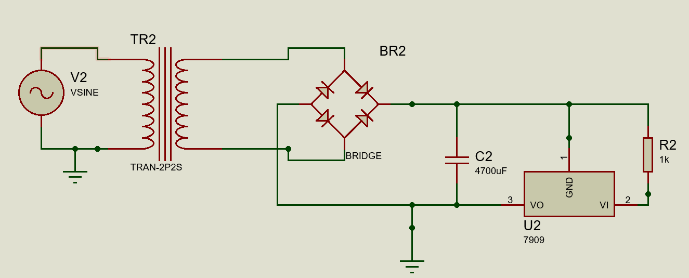 TR2
BR2
V2
VSINE
TRAN-2P2S
BRIDGE
C2
4700uF
1
GND
R2
1k
3
VO
VI
2
U2
7909